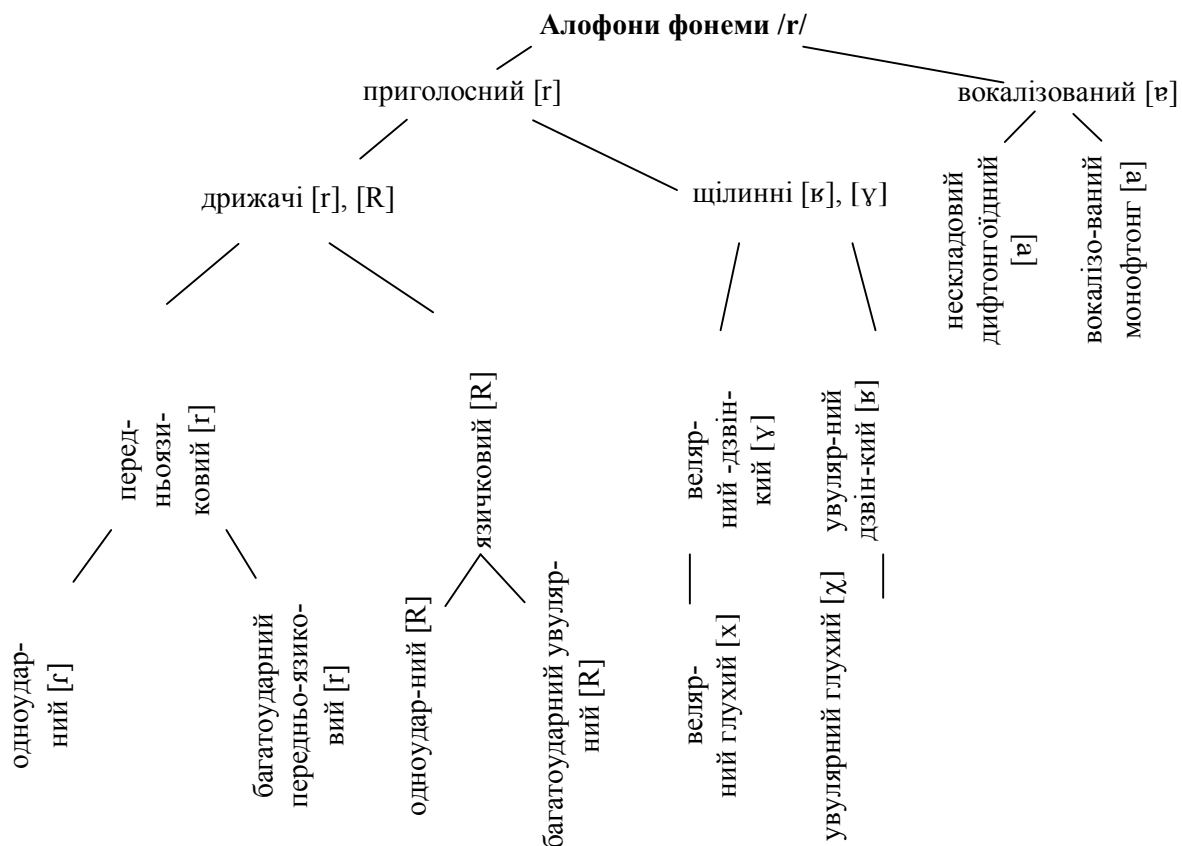 Алофони фонеми /r/
приголосний [r]
вокалізований [ɐ]
дрижачі [r], [R]
щілинні [ʁ], [ɣ]
нескладовий
дифтонгоїдний
[ɐ]
вокалізо-ваний
монофтонг [ɐ]
перед-
ньоязи-
ковий [r]
язичковий [R]
веляр-
ний -дзвін-
кий [ɣ]
увуляр-ний
дзвін-кий [ʁ]
одноудар-
ний [ɾ]
багатоударний
передньо-язико-
вий [r]
одноудар-ний [R]
багатоударний увуляр-
ний [R]
веляр-
ний глухий [x]
увулярний глухий [χ]